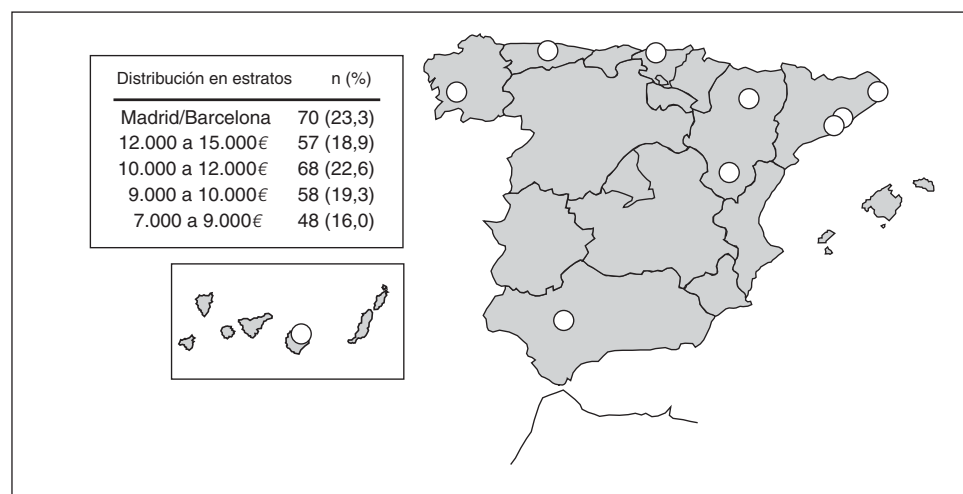 Distribución en estratos n (%)
Madrid/Barcelona 70 (23,3)
12.000 a 15.000€ 57 (18,9)
10.000 a 12.000€ 68 (22,6)
9.000 a 10.000€ 58 (19,3)
7.000 a 9.000€ 48 (16,0)